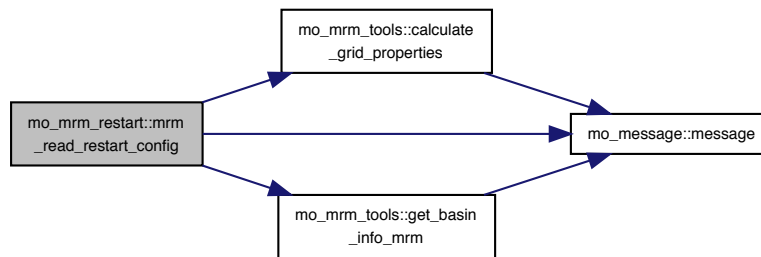 mo_mrm_tools::calculate
_grid_properties
mo_mrm_restart::mrm
_read_restart_config
mo_message::message
mo_mrm_tools::get_basin
_info_mrm